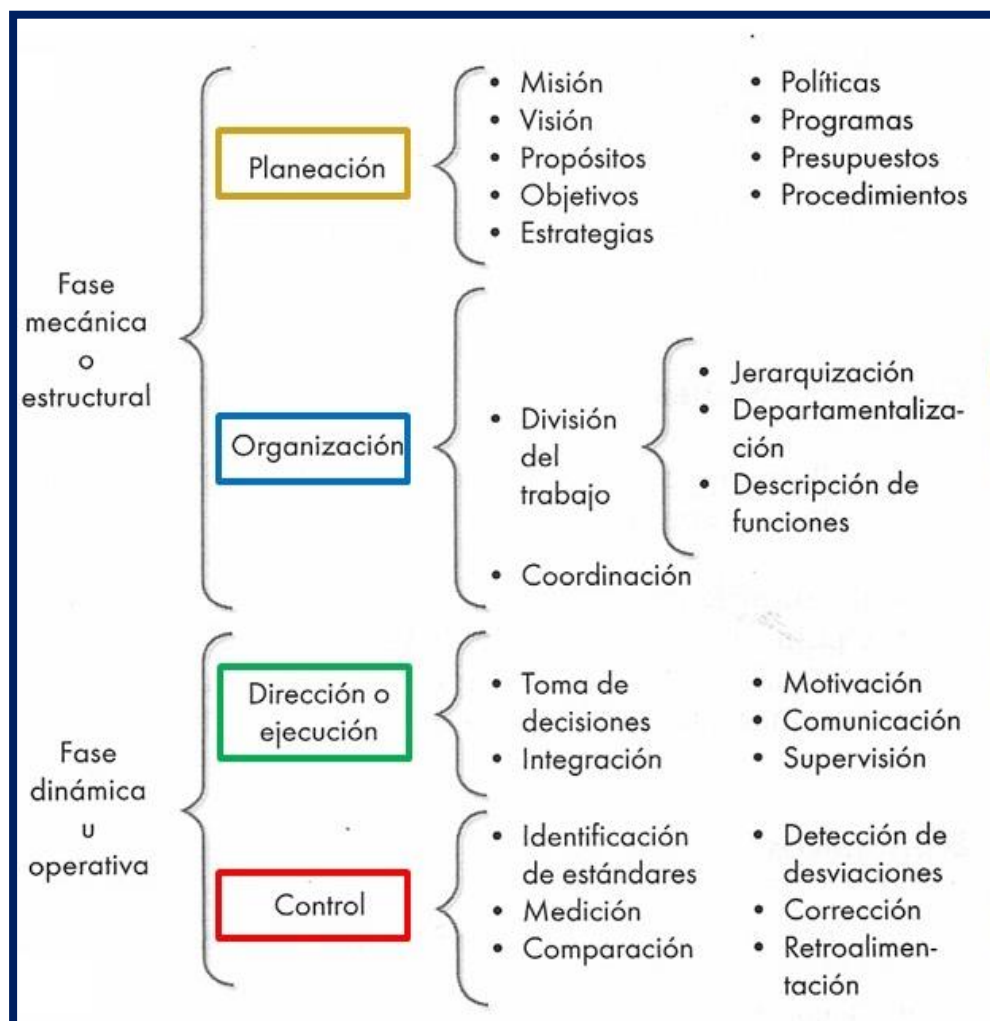 Fase
mecánica
o
estructural
Planeación
• Misión
• Visión
• Propósitos
• Objetivos
• Estrategias
• Políticas
• Programas
• Presupuestos
• Procedimientos
Organización
• División
del
trabajo
• Jerarquización
• Departamentaliza-
ción
• Descripción de
funciones
• Coordinación
Fase
dinámica
u
operativa
Dirección o
ejecución
• Toma de
decisiones
• Integración
• Motivación
• Comunicación
• Supervisión
Control
• Identificación
de estándares
• Medición
• Comparación
• Detección de
desviaciones
• Corrección
• Retroalimen-
tación